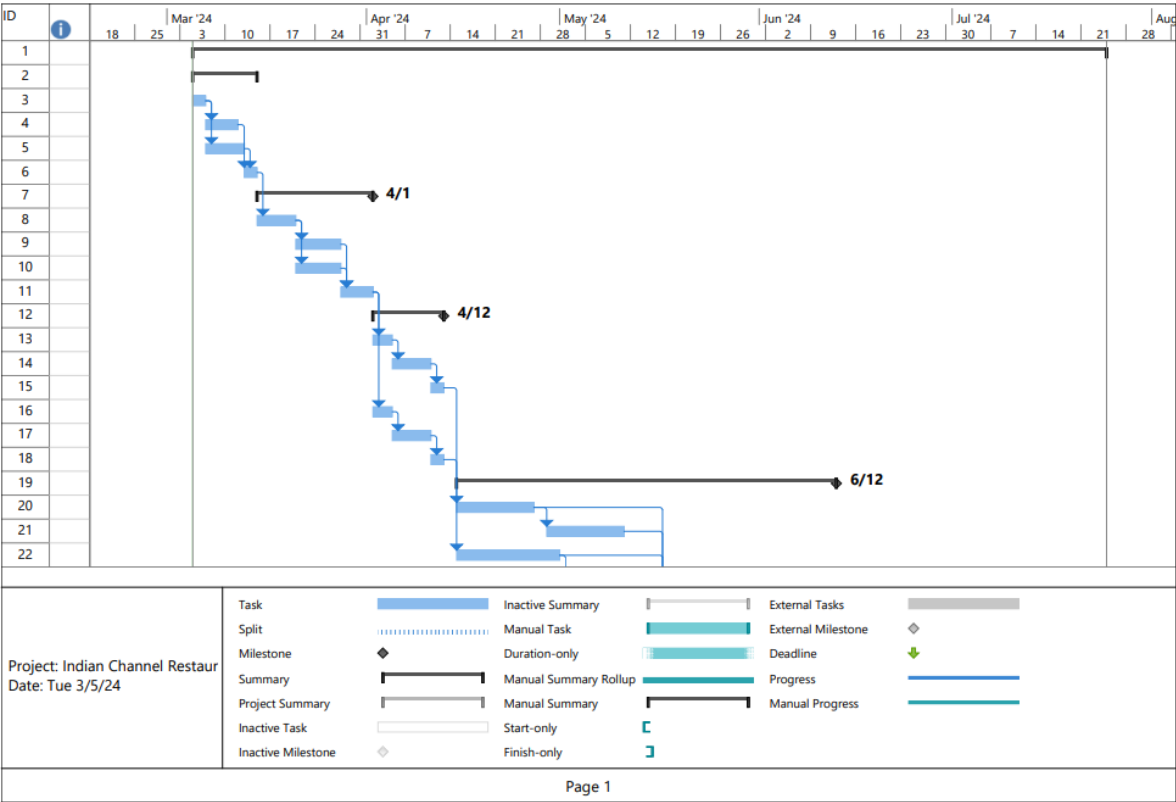 ID Mar '24 Apr '24 May '24 Jun '24 Jul '24 Aug
i 18 25 3 10 17 24 31 7 14 21 28 5 12 19 26 2 9 16 23 30 7 14 21 28
1
2
3
4
5
6
7 4/1
8
9
10
11
12 4/12
13
14
15
16
17
18
19 6/12
20
21
22
Project: Indian Channel Restaur
Date: Tue 3/5/24
Task Inactive Summary External Tasks
Split Manual Task External Milestone
Milestone Duration-only Deadline
Summary Manual Summary Rollup Progress
Project Summary Manual Summary Manual Progress
Inactive Task Start-only
Inactive Milestone Finish-only
Page 1